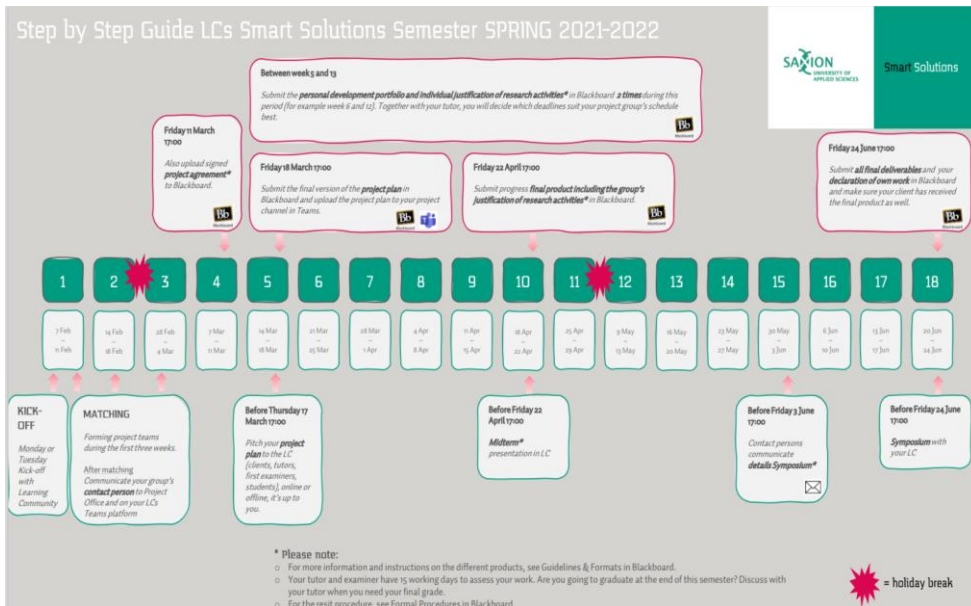 Step by Step Guide LCs Smart Solutions Semester SPRING 2021-2022
SAXION
UNIVERSITY OF
APPLIED SCIENCES
Smart Solutions
Between week 5 and 13
Submit the personal development portfolio and individual justification of research activities* in Blackboard 2 times during this
period (for example week 6 and 12). Together with your tutor, you will decide which deadlines suit your project group's schedule
best.
Bb
Blackboard
Friday 11 March
17:00
Also upload signed
project agreement*
to Blackboard.
Bb
Blackboard
Friday 18 March 17:00
Submit the final version of the project plan in
Blackboard and upload the project plan to your project
channel in Teams.
Bb
Blackboard
Friday 22 April 17:00
Submit progress final product including the group's
justification of research activities* in Blackboard.
Bb
Blackboard
Friday 24 June 17:00
Submit all final deliverables and your
declaration of own work in Blackboard
and make sure your client has received
the final product as well.
Bb
Blackboard
1 2 3 4 5 6 7 8 9 10 11 12 13 14 15 16 17 18
7 Feb
–
11 Feb
14 Feb
–
18 Feb
28 Feb
–
4 Mar
7 Mar
–
11 Mar
14 Mar
–
18 Mar
21 Mar
–
25 Mar
28 Mar
–
1 Apr
4 Apr
–
8 Apr
11 Apr
–
15 Apr
18 Apr
–
22 Apr
25 Apr
–
29 Apr
9 May
–
13 May
16 May
–
20 May
23 May
–
27 May
30 May
–
3 Jun
6 Jun
–
10 Jun
13 Jun
–
17 Jun
20 Jun
–
24 Jun
KICK-
OFF
Monday or
Tuesday
Kick-off
with
Learning
Community
MATCHING
Forming project teams
during the first three weeks.
After matching
Communicate your group's
contact person to Project
Office and on your LCs
Teams platform
Before Thursday 17
March 17:00
Pitch your project
plan to the LC
(clients, tutors,
first examiners,
students), online or
offline, it's up to
you.
Before Friday 22
April 17:00
Midterm*
presentation in LC
Before Friday 3 June
17:00
Contact persons
communicate
details Symposium*
Before Friday 24 June
17:00
Symposium with
your LC
* Please note:
o For more information and instructions on the different products, see Guidelines & Formats in Blackboard.
o Your tutor and examiner have 15 working days to assess your work. Are you going to graduate at the end of this semester? Discuss with
your tutor when you need your final grade.
o For the resit procedure, see Formal Procedures in Blackboard
= holiday break